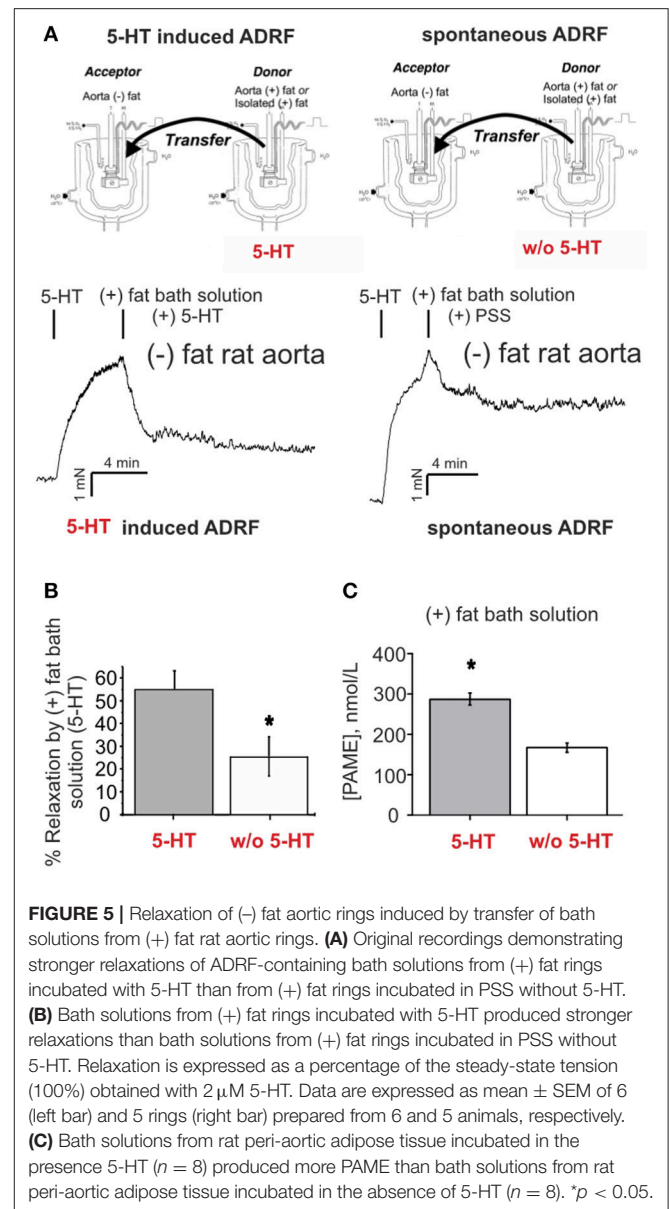 A
5-HT induced ADRF
spontaneous ADRF
Acceptor
Donor
Acceptor
Donor
Aorta (-) fat
Aorta (+) fat or
Isolated (+) fat
Aorta (-) fat
Aorta (+) fat or
Isolated (+) fat
Transfer
Transfer
H₂O
H₂O
H₂O
H₂O
H₂O
H₂O
H₂O
H₂O
5-HT
w/o 5-HT
5-HT
(+) fat bath solution
(+) 5-HT
5-HT
(+) fat bath solution
(+) PSS
(-) fat rat aorta
(-) fat rat aorta
4 min
1 mN
4 min
1 mN
5-HT induced ADRF
spontaneous ADRF
B
% Relaxation by (+) fat bath
solution (5-HT)
60
50
40
30
20
10
0
*
5-HT
w/o 5-HT
C
(+) fat bath solution
[PAME], nmol/L
400
300
200
100
0
*
5-HT
w/o 5-HT
FIGURE 5 | Relaxation of (–) fat aortic rings induced by transfer of bath
solutions from (+) fat rat aortic rings. (A) Original recordings demonstrating
stronger relaxations of ADRF-containing bath solutions from (+) fat rings
incubated with 5-HT than from (+) fat rings incubated in PSS without 5-HT.
(B) Bath solutions from (+) fat rings incubated with 5-HT produced stronger
relaxations than bath solutions from (+) fat rings incubated in PSS without
5-HT. Relaxation is expressed as a percentage of the steady-state tension
(100%) obtained with 2 μM 5-HT. Data are expressed as mean ± SEM of 6
(left bar) and 5 rings (right bar) prepared from 6 and 5 animals, respectively.
(C) Bath solutions from rat peri-aortic adipose tissue incubated in the
presence 5-HT (n = 8) produced more PAME than bath solutions from rat
peri-aortic adipose tissue incubated in the absence of 5-HT (n = 8). *p < 0.05.